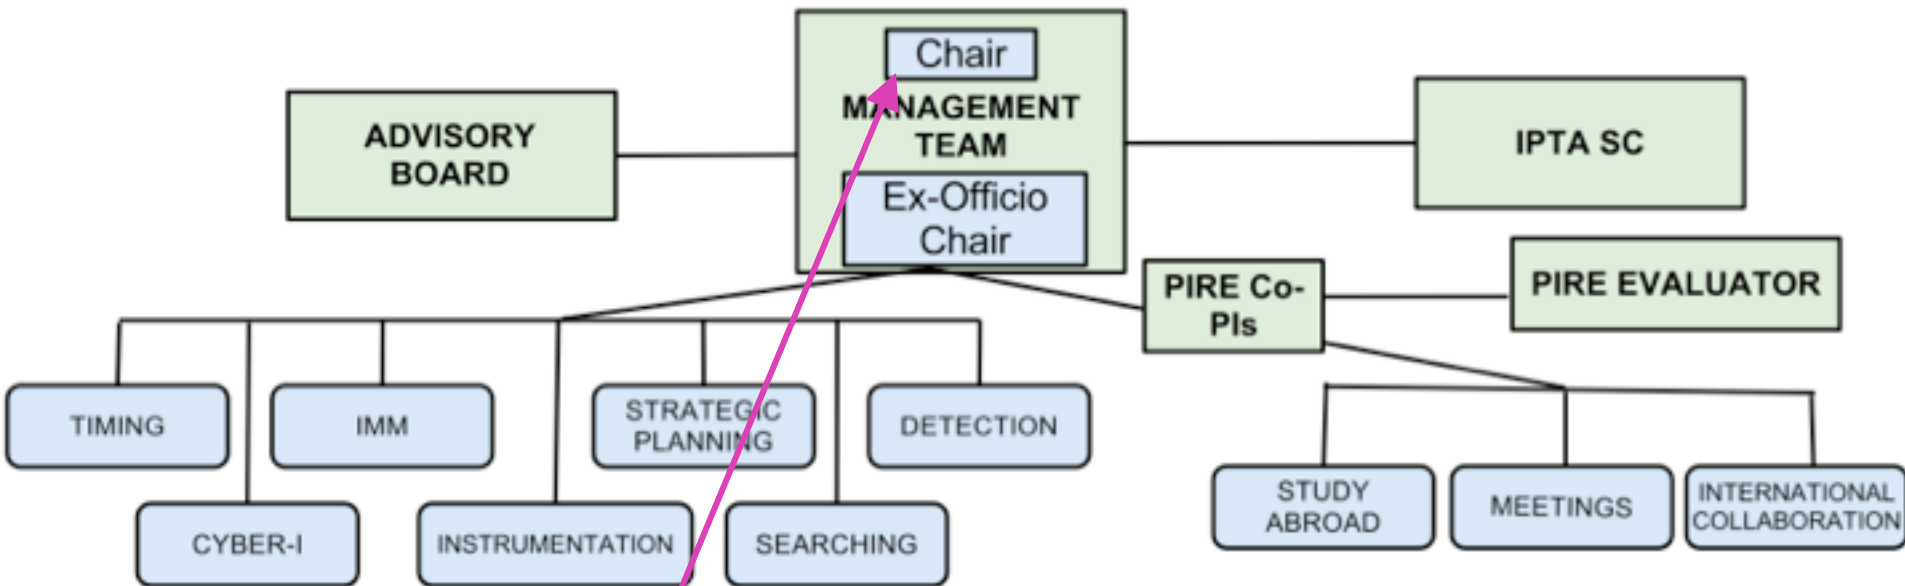 Chair
MANAGEMENT
TEAM
Ex-Officio
Chair
ADVISORY
BOARD
IPTA SC
PIRE Co-
PIs
PIRE EVALUATOR
TIMING
IMM
STRATEGIC
PLANNING
DETECTION
CYBER-I
INSTRUMENTATION
SEARCHING
STUDY
ABROAD
MEETINGS
INTERNATIONAL
COLLABORATION